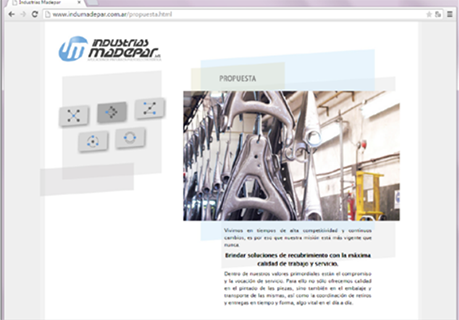 Industrias Madepar
www.indumadepar.com.ar/propuesta.html
INDUSTRIAS
MADEPAR
PROPUESTA
Vivimos en tiempos de alta competitividad y continuos
cambios, es por eso que nuestra misión está más vigente que
nunca.
Brindar soluciones de recubrimiento con la máxima
calidad de trabajo y servicio.
Dentro de nuestros valores primordiales están el compromiso
y la vocación de servicio. Para ello no sólo ofrecemos calidad
en el pintado de las piezas, sino también en el embalaje y
transporte de las mismas, así como la coordinación de retiros
y entregas en tiempo y forma, algo vital en el día a día.